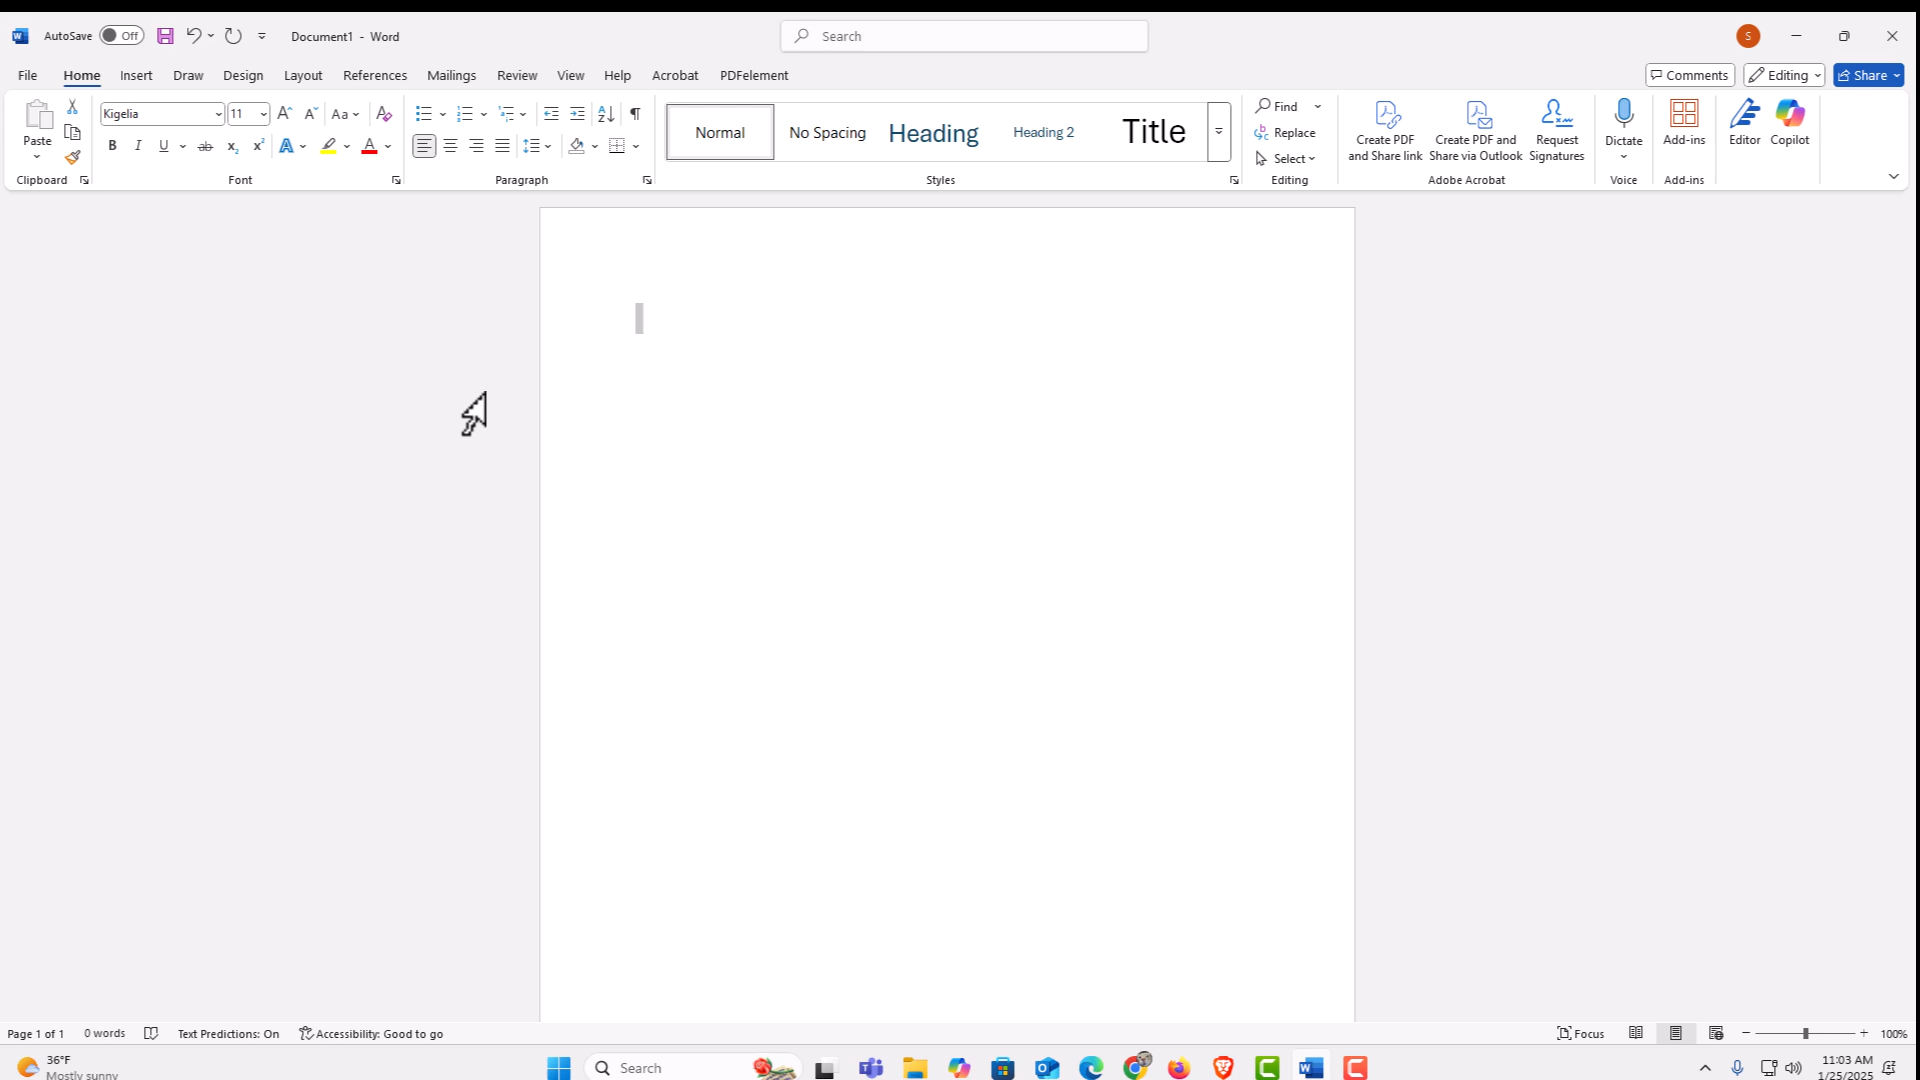 AutoSave Off Document1 - Word Search S
File Home Insert Draw Design Layout References Mailings Review View Help Acrobat PDFelement Comments Editing Share
Kigelia 11 Aa Find
Paste Normal No Spacing Heading Heading 2 Title Replace Create PDF and Share link Create PDF and Share via Outlook Request Signatures Dictate Add-ins Editor Copilot
B I U ab x₂ x² A A Select
Clipboard Font Paragraph Styles Editing Adobe Acrobat Voice Add-ins
Page 1 of 1 0 words Text Predictions: On Accessibility: Good to go Focus 100%
36°F Search 11:03 AM
Mostly sunny 1/25/2025